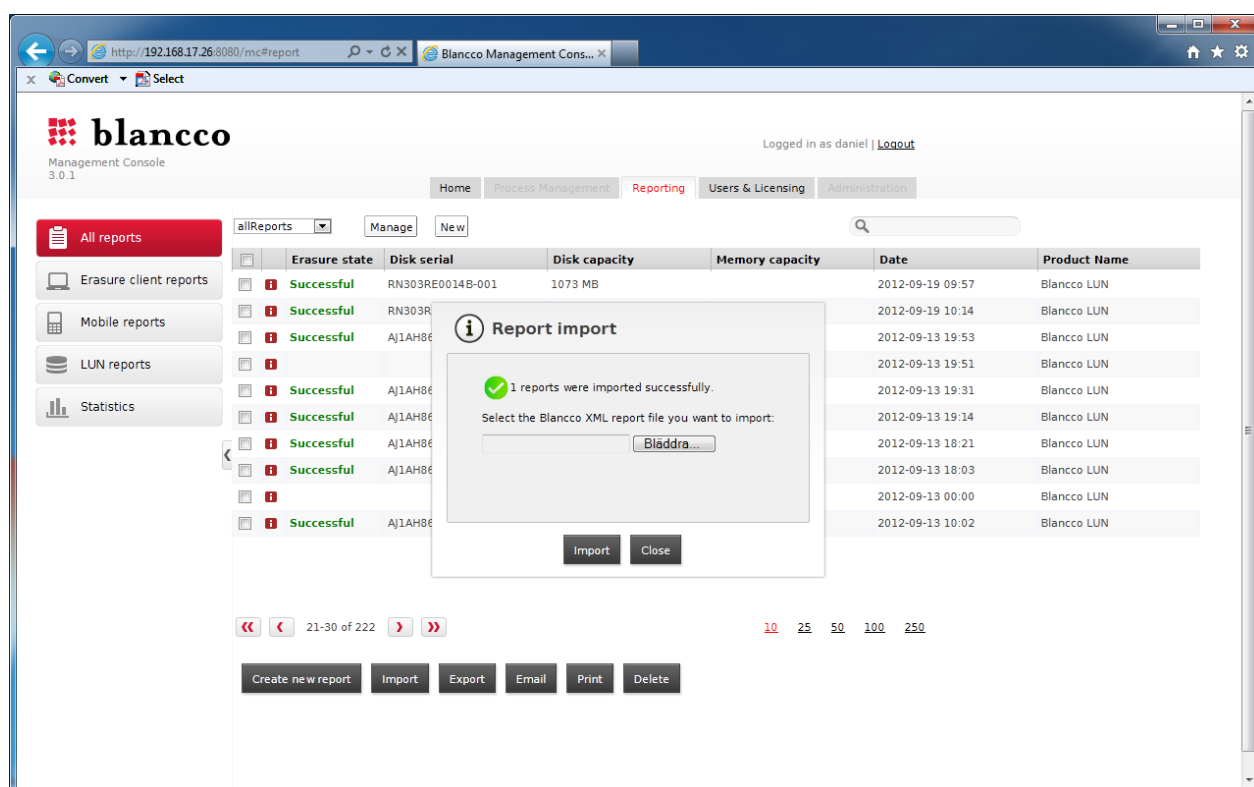 http://192.168.17.26:8080/mc#report
Blancco Management Cons...
x Convert Select
blancco
Management Console
3.0.1
Logged in as daniel | Logout
Home Process Management Reporting Users & Licensing Administration
All reports
Erasure client reports
Mobile reports
LUN reports
Statistics
allReports Manage New
Erasure state Disk serial Disk capacity Memory capacity Date Product Name
Successful RN303RE0014B-001 1073 MB 2012-09-19 09:57 Blancco LUN
Successful RN303R 2012-09-19 10:14 Blancco LUN
Successful AJ1AH86 2012-09-13 19:53 Blancco LUN
2012-09-13 19:51 Blancco LUN
Successful AJ1AH86 2012-09-13 19:31 Blancco LUN
Successful AJ1AH86 2012-09-13 19:14 Blancco LUN
Successful AJ1AH86 2012-09-13 18:21 Blancco LUN
Successful AJ1AH86 2012-09-13 18:03 Blancco LUN
2012-09-13 00:00 Blancco LUN
Successful AJ1AH86 2012-09-13 10:02 Blancco LUN
Report import
1 reports were imported successfully.
Select the Blancco XML report file you want to import:
Bläddra...
Import Close
21-30 of 222
10 25 50 100 250
Create new report Import Export Email Print Delete